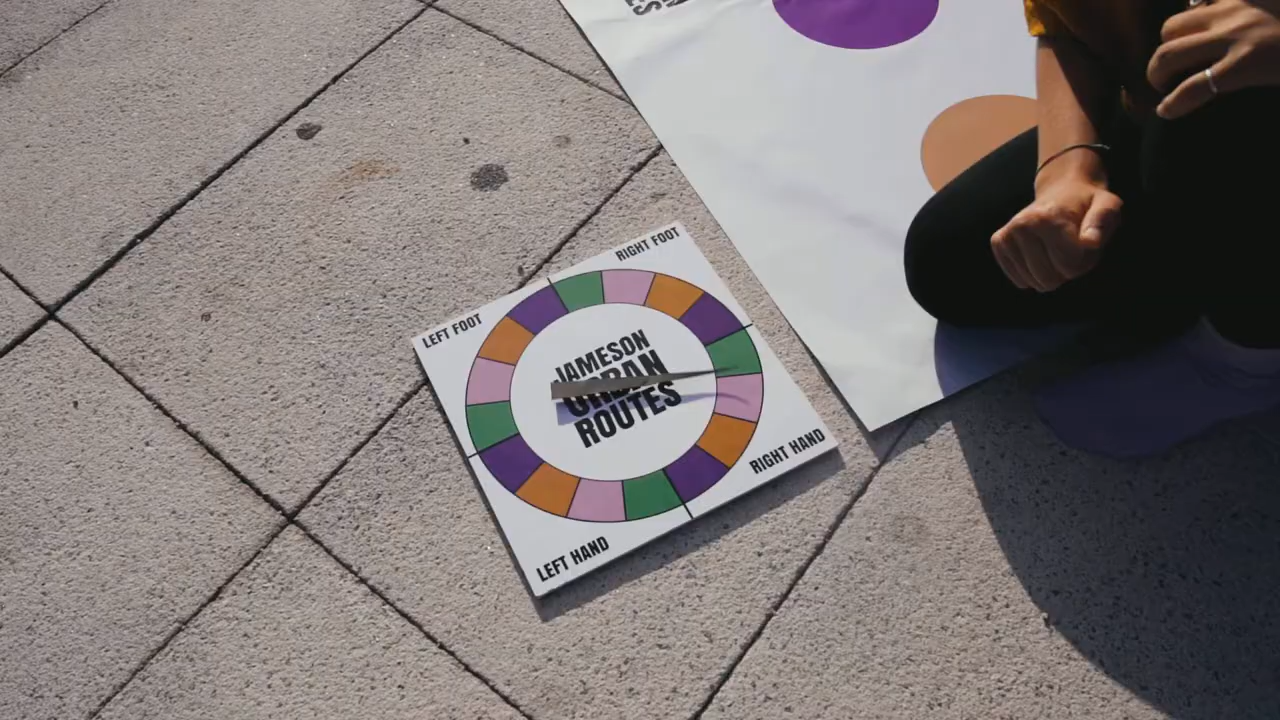 RIGHT FOOT
LEFT FOOT
JAMESON
URBAN
ROUTES
RIGHT HAND
LEFT HAND